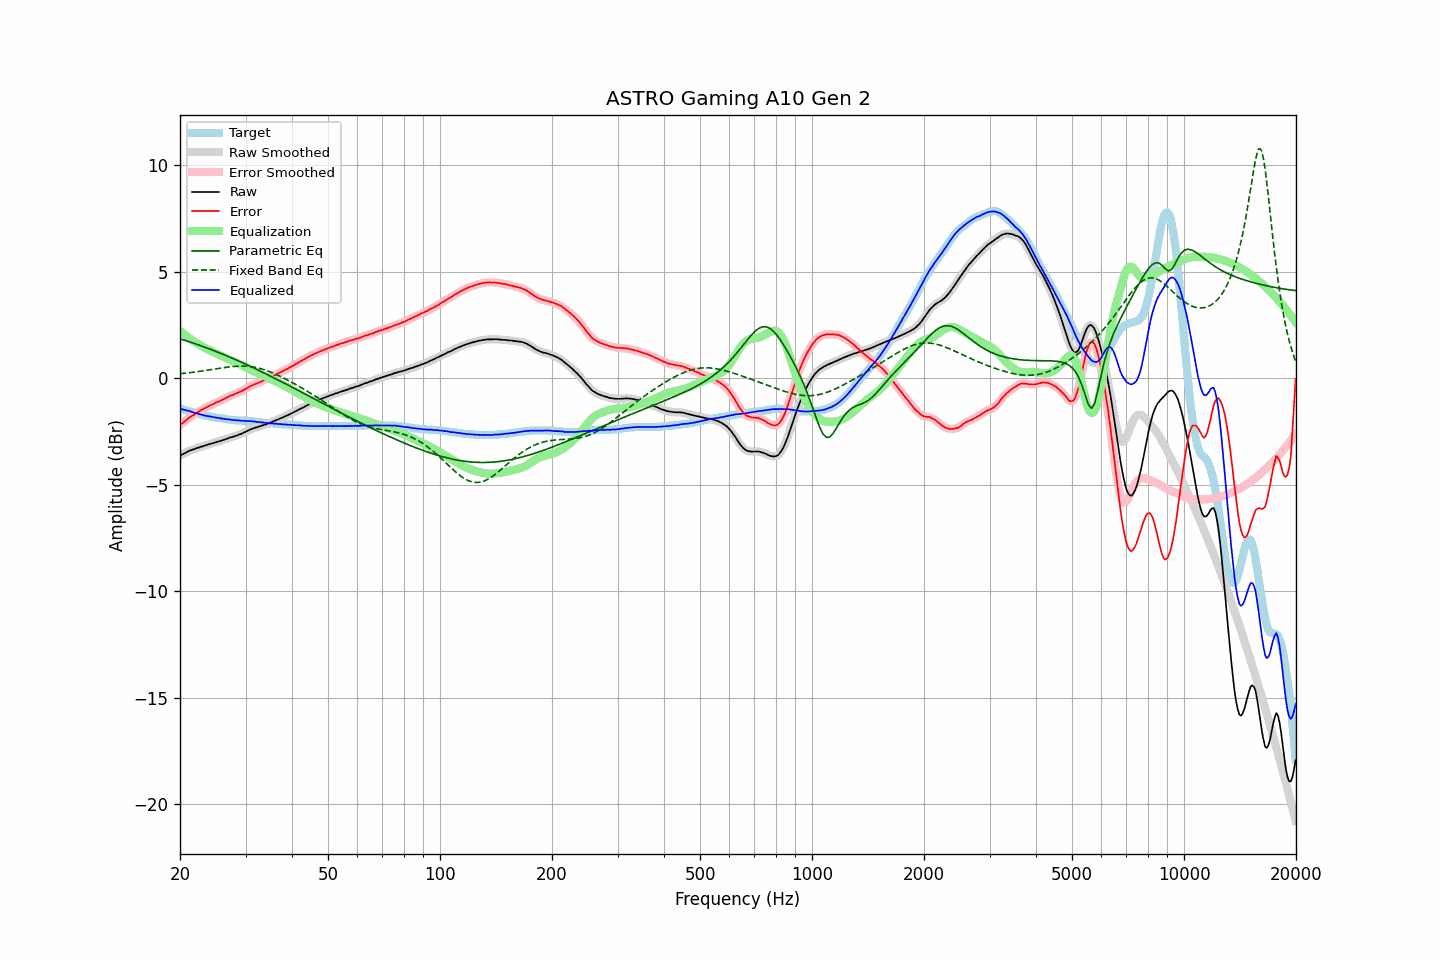 ASTRO Gaming A10 Gen 2
Target
Raw Smoothed
Error Smoothed
Raw
Error
Equalization
Parametric Eq
Fixed Band Eq
Equalized
Amplitude (dBr)
10
5
0
−5
−10
−15
−20
20 50 100 200 500 1000 2000 5000 10000 20000
Frequency (Hz)